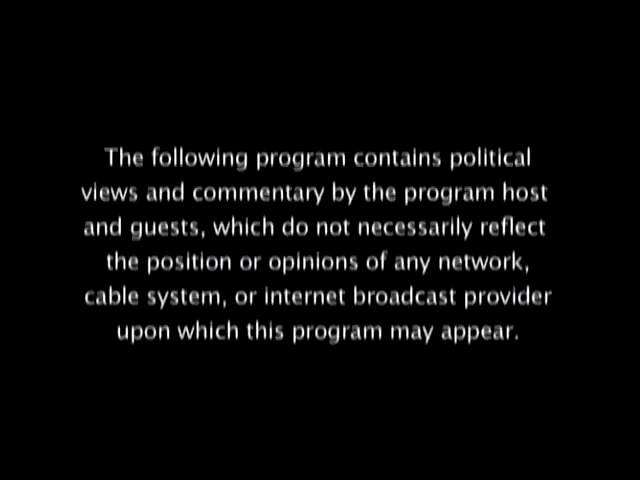 The following program contains political
views and commentary by the program host
and guests, which do not necessarily reflect
the position or opinions of any network,
cable system, or internet broadcast provider
upon which this program may appear.